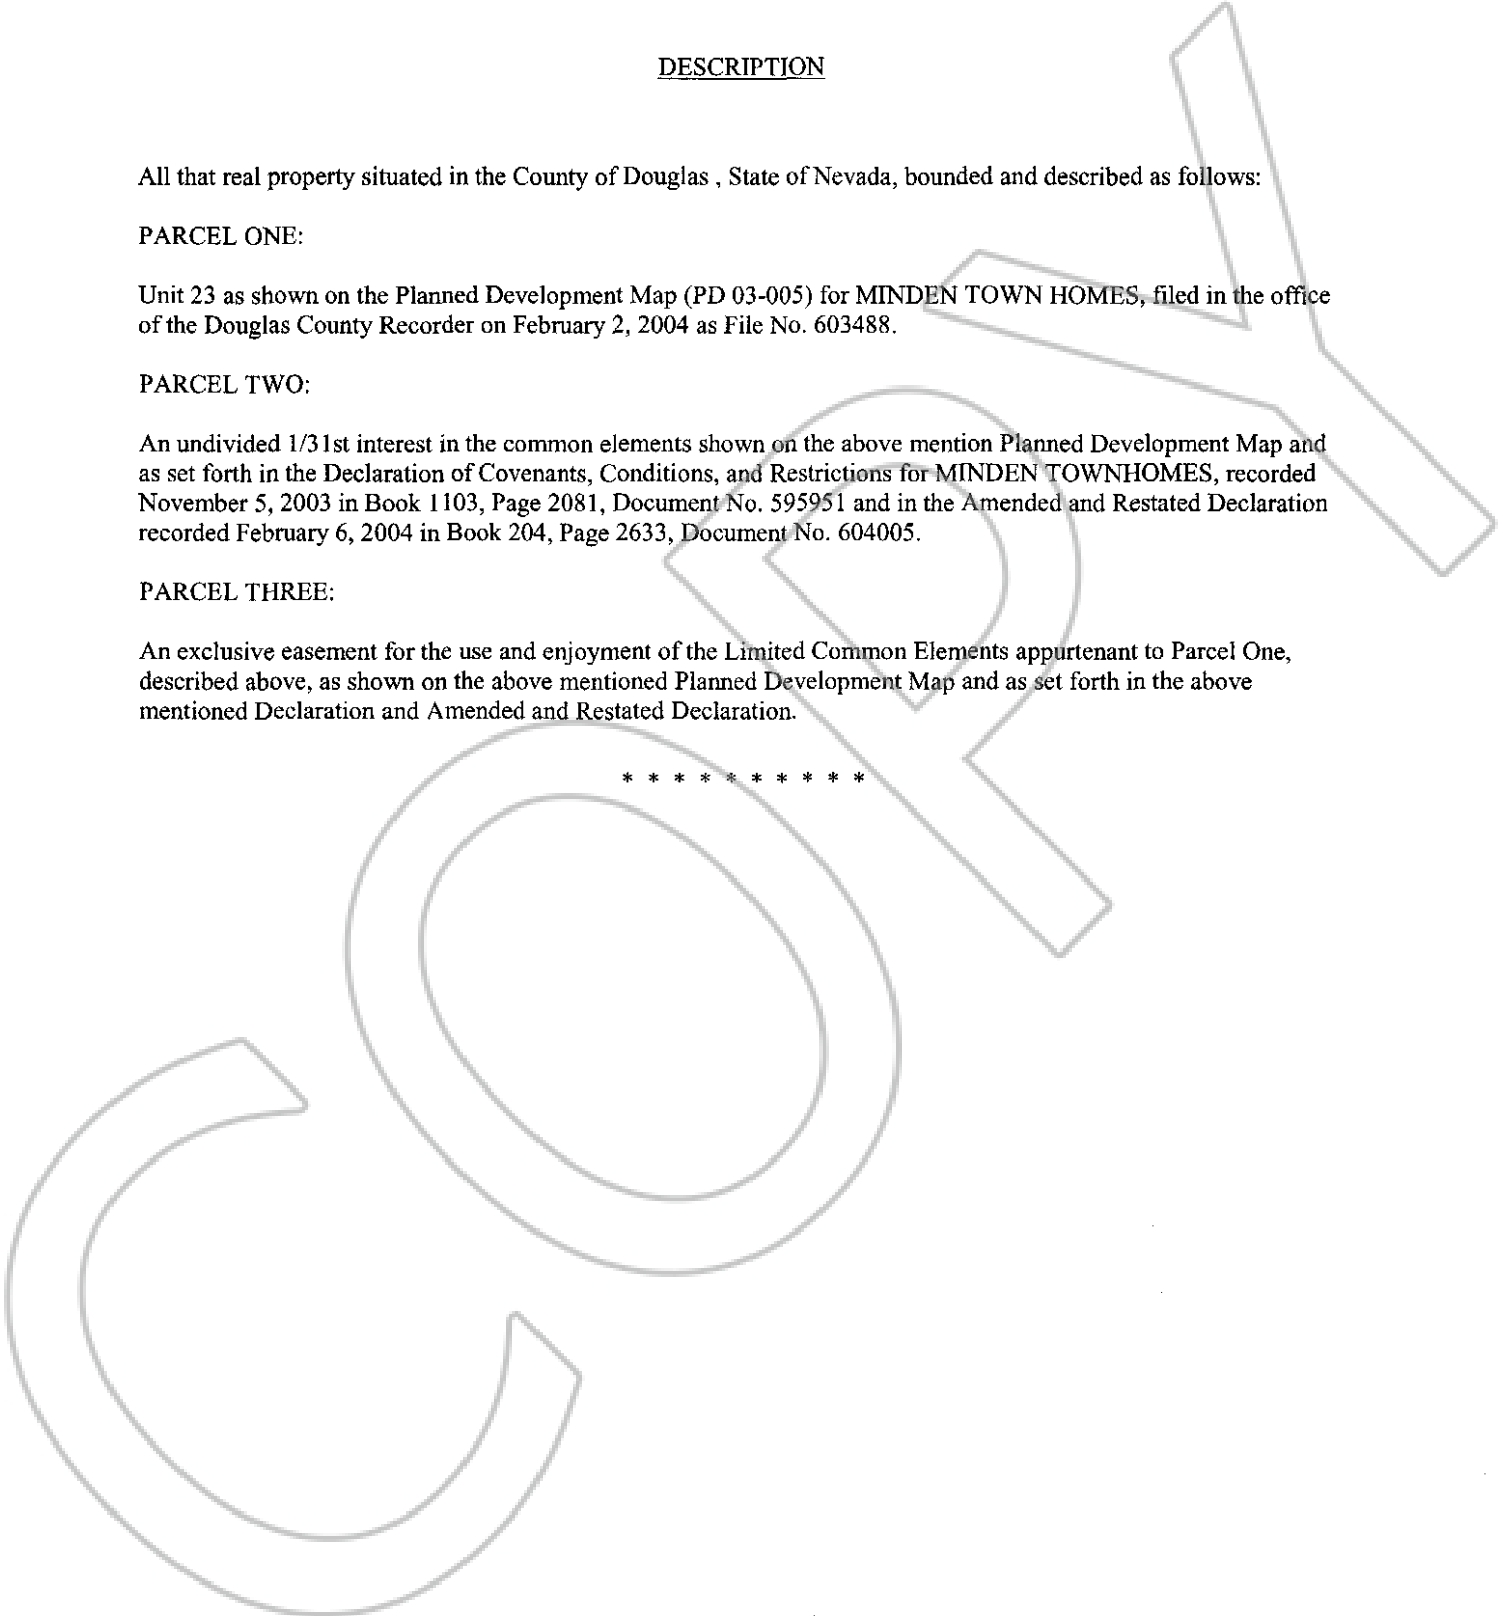 DESCRIPTION
All that real property situated in the County of Douglas , State of Nevada, bounded and described as follows:
PARCEL ONE:
Unit 23 as shown on the Planned Development Map (PD 03-005) for MINDEN TOWN HOMES, filed in the office
of the Douglas County Recorder on February 2, 2004 as File No. 603488.
PARCEL TWO:
An undivided 1/31st interest in the common elements shown on the above mention Planned Development Map and
as set forth in the Declaration of Covenants, Conditions, and Restrictions for MINDEN TOWNHOMES, recorded
November 5, 2003 in Book 1103, Page 2081, Document No. 595951 and in the Amended and Restated Declaration
recorded February 6, 2004 in Book 204, Page 2633, Document No. 604005.
PARCEL THREE:
An exclusive easement for the use and enjoyment of the Limited Common Elements appurtenant to Parcel One,
described above, as shown on the above mentioned Planned Development Map and as set forth in the above
mentioned Declaration and Amended and Restated Declaration.
* * * * * * * * * *
COPY